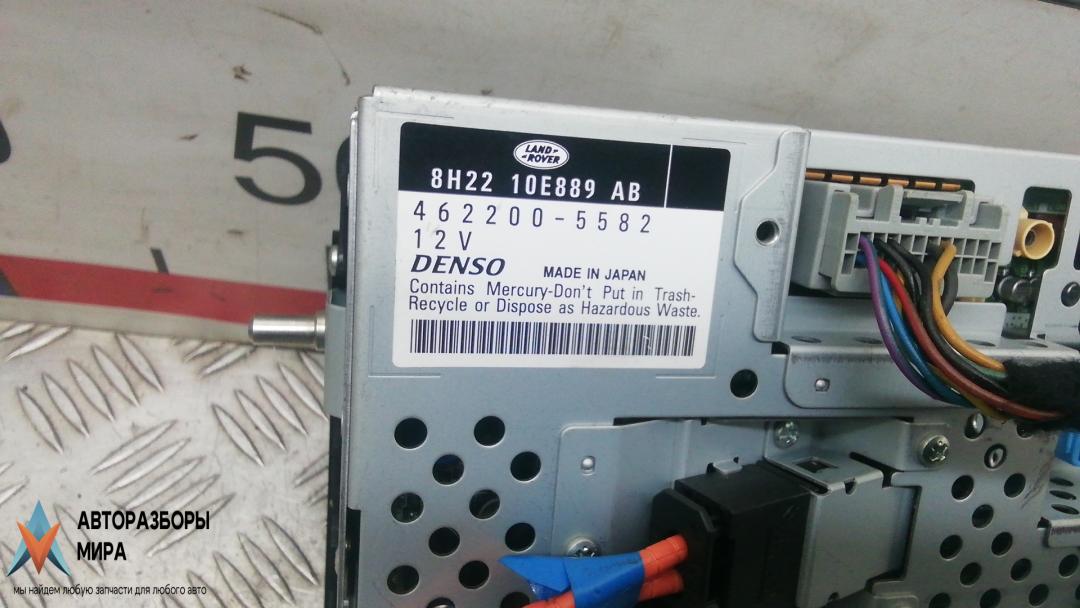 50
LAND-
-ROVER
8H22 10E889 AB
462200-5582
12V
DENSO MADE IN JAPAN
Contains Mercury-Don't Put in Trash-
Recycle or Dispose as Hazardous Waste.
АВТОРАЗБОРЫ
МИРА
мы найдем любую запчасти для любого авто